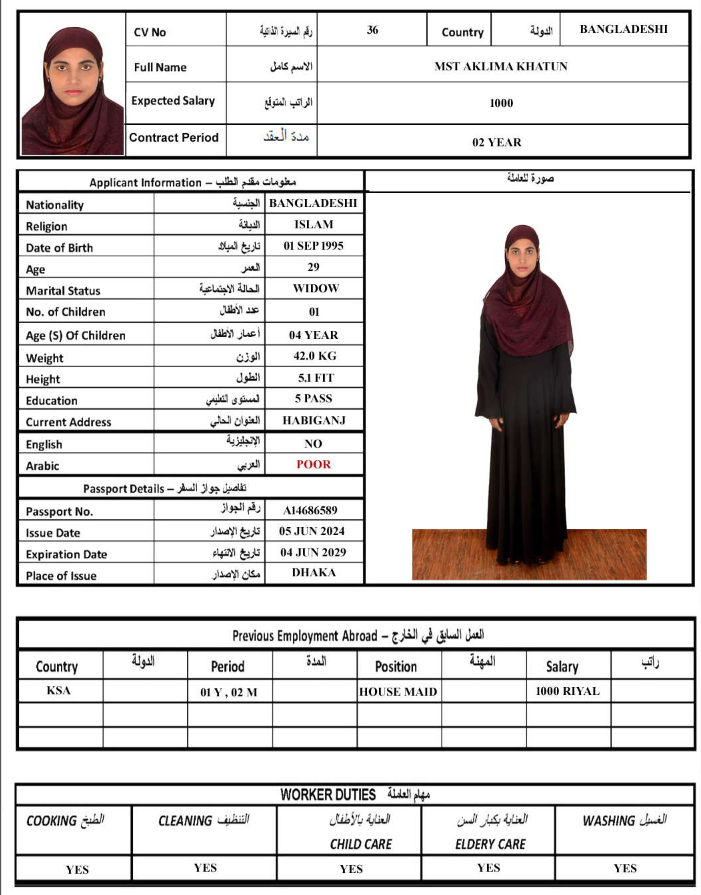 CV No رقم السيرة الذاتية 36 Country الدولة BANGLADESHI
Full Name الاسم كامل MST AKLIMA KHATUN
Expected Salary الراتب المتوقع 1000
Contract Period مدة الْعقد 02 YEAR
Applicant Information – معلومات مقدم الطلب
صورة للعاملة
Nationality الجنسية BANGLADESHI
Religion الديانة ISLAM
Date of Birth تاريخ الميلاد 01 SEP 1995
Age العمر 29
Marital Status الحالة الاجتماعية WIDOW
No. of Children عدد الأطفال 01
Age (S) Of Children أعمار الأطفال 04 YEAR
Weight الوزن 42.0 KG
Height الطول 5.1 FIT
Education المستوى التعليمي 5 PASS
Current Address العنوان الحالي HABIGANJ
English الإنجليزية NO
Arabic العربي POOR
Passport Details – تفاصيل جواز السفر
Passport No. رقم الجواز A14686589
Issue Date تاريخ الإصدار 05 JUN 2024
Expiration Date تاريخ الانتهاء 04 JUN 2029
Place of Issue مكان الإصدار DHAKA
Previous Employment Abroad – العمل السابق في الخارج
Country الدولة Period المدة Position المهنة Salary راتب
KSA 01 Y , 02 M HOUSE MAID 1000 RIYAL
WORKER DUTIES مهام العاملة
COOKING الطبخ CLEANING التنظيف العناية بالأطفال العناية بكبار السن WASHING الغسيل
CHILD CARE ELDERY CARE
YES YES YES YES YES